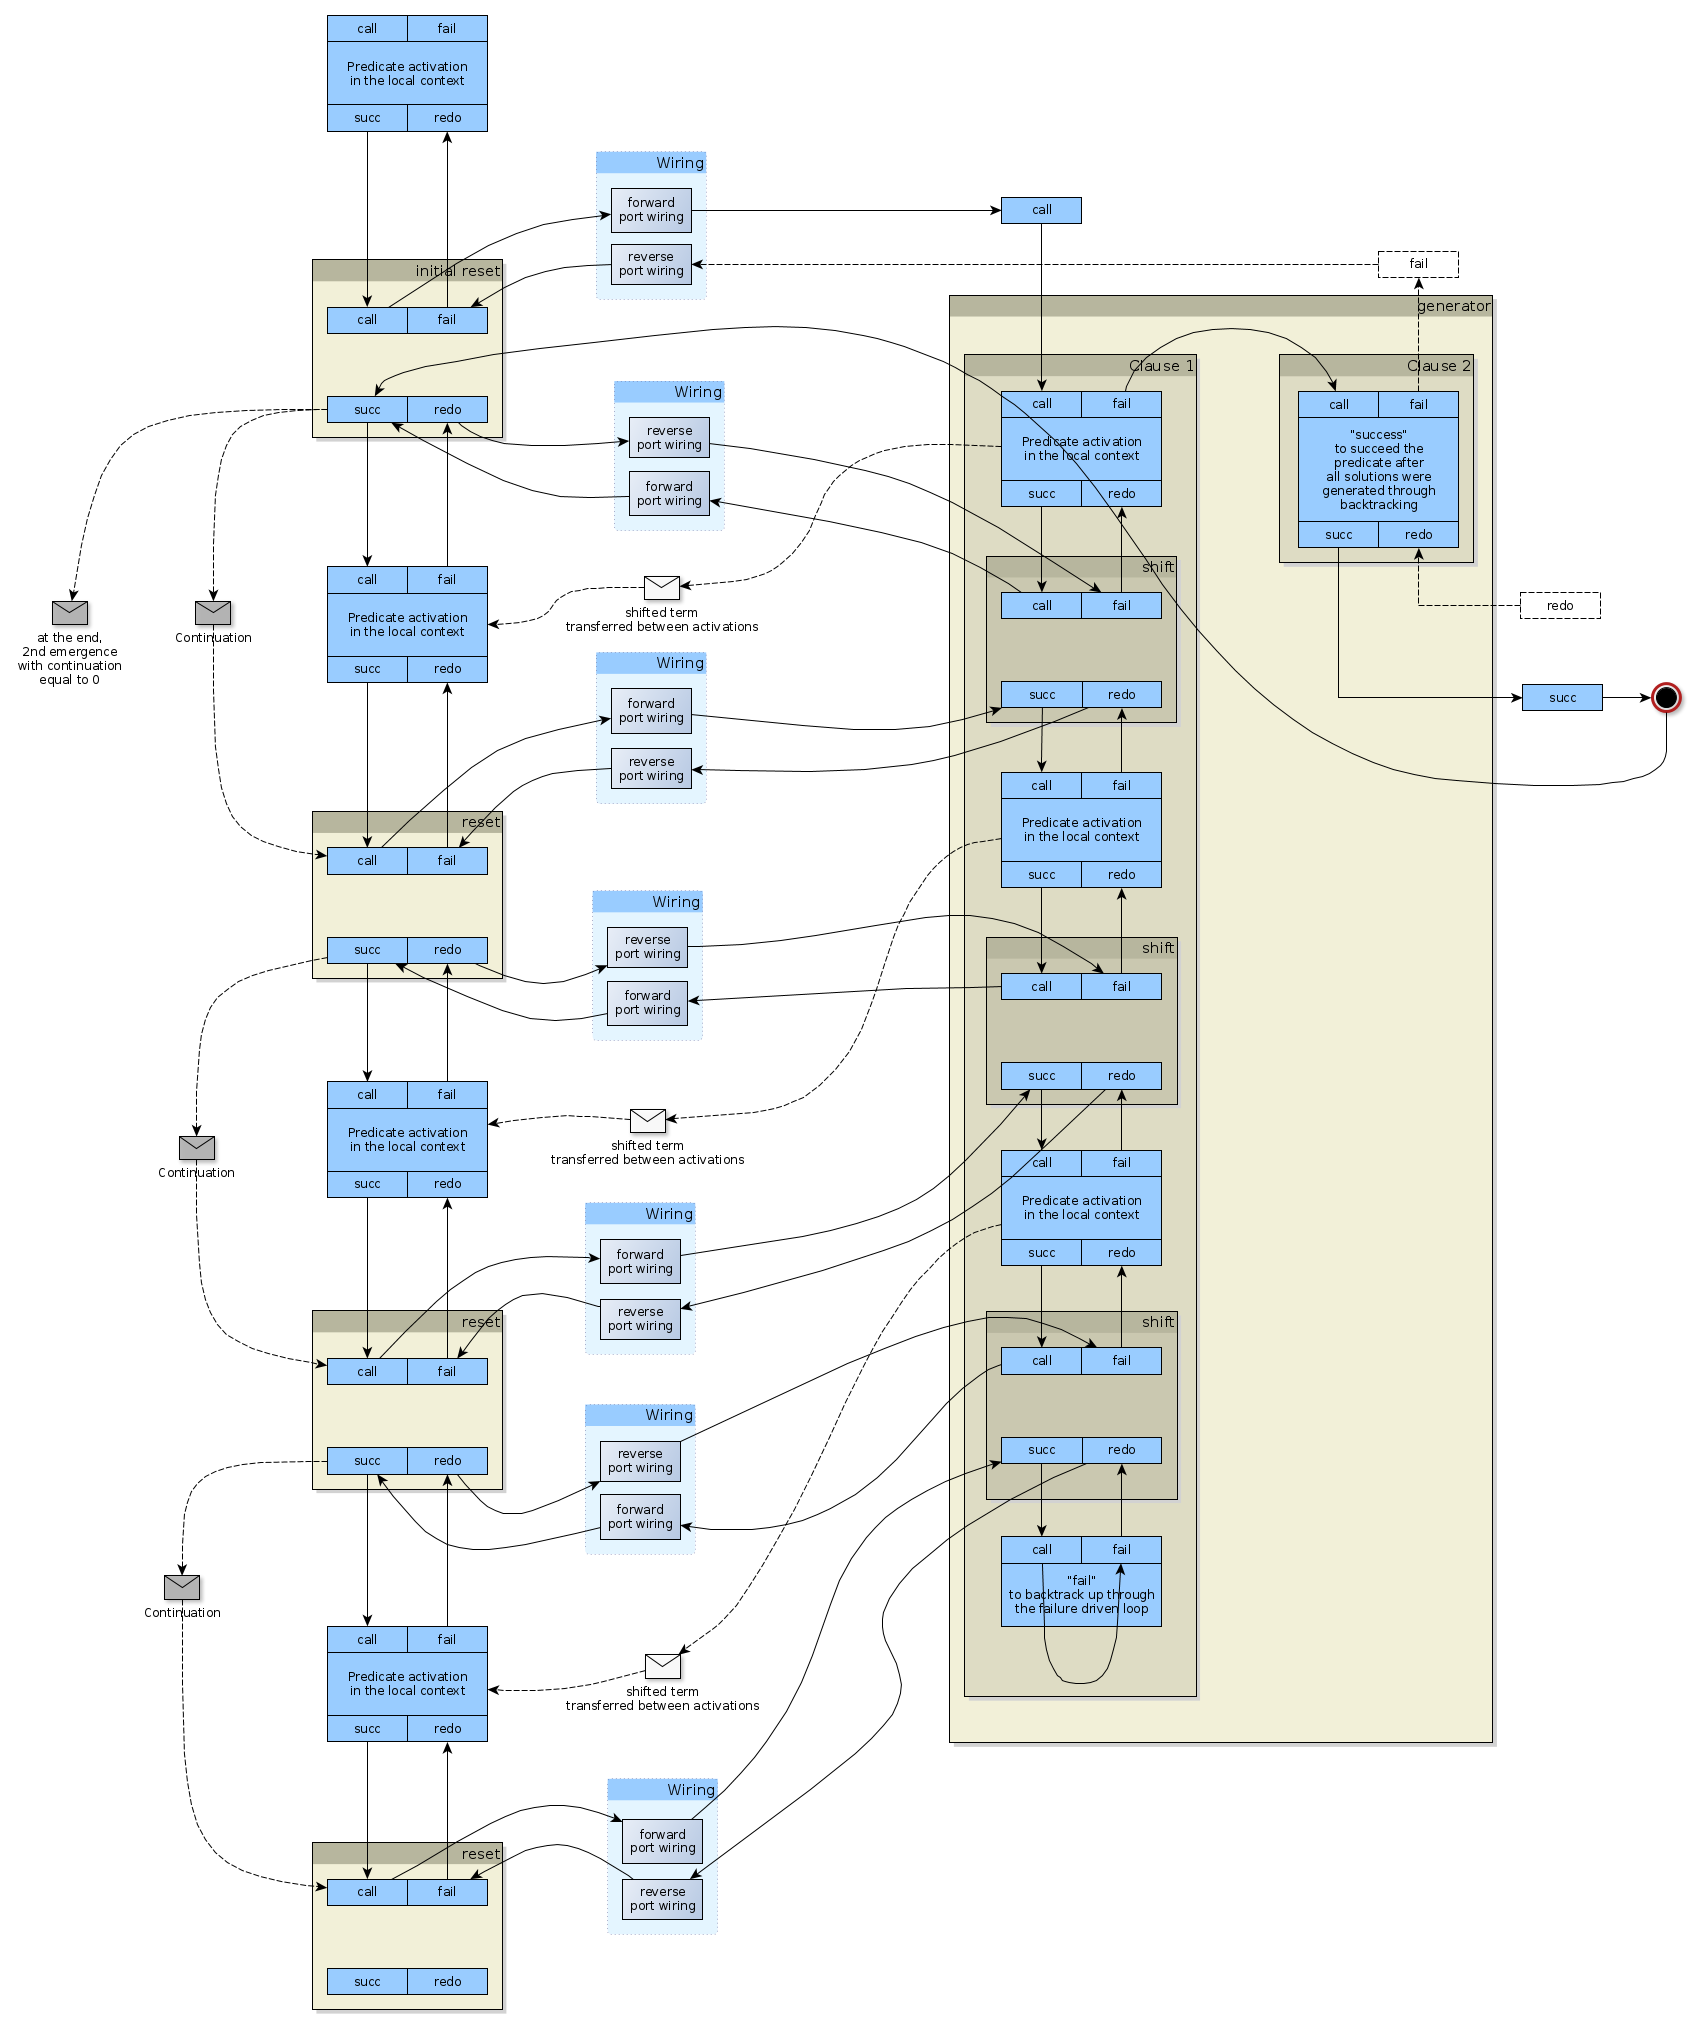 call
fail
Predicate activation
in the local context
succ
redo
Wiring
forward
port wiring
reverse
port wiring
call
fail
initial reset
call
fail
succ
redo
generator
Clause 1
call
fail
Predicate activation
in the local context
succ
redo
Clause 2
call
fail
"success"
to succeed the
predicate after
all solutions were
generated through
backtracking
succ
redo
redo
succ
Wiring
reverse
port wiring
forward
port wiring
at the end,
2nd emergence
with continuation
equal to 0
Continuation
call
fail
Predicate activation
in the local context
succ
redo
shifted term
transferred between activations
shift
call
fail
succ
redo
Wiring
forward
port wiring
reverse
port wiring
call
fail
Predicate activation
in the local context
succ
redo
reset
call
fail
succ
redo
Wiring
reverse
port wiring
forward
port wiring
shift
call
fail
succ
redo
Continuation
call
fail
Predicate activation
in the local context
succ
redo
shifted term
transferred between activations
call
fail
Predicate activation
in the local context
succ
redo
Wiring
forward
port wiring
reverse
port wiring
reset
call
fail
succ
redo
shift
call
fail
succ
redo
Wiring
reverse
port wiring
forward
port wiring
call
fail
"fail"
to backtrack up through
the failure driven loop
Continuation
call
fail
Predicate activation
in the local context
succ
redo
shifted term
transferred between activations
Wiring
forward
port wiring
reverse
port wiring
reset
call
fail
succ
redo